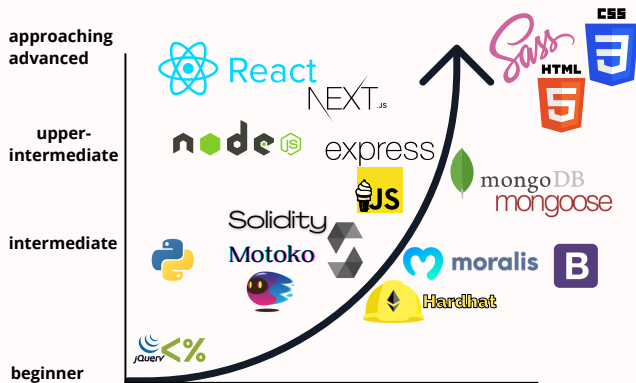 approaching
advanced
React
NEXT.JS
Sass
CSS
3
HTML
5
upper-
intermediate
node
JS
express
JS
mongoDB
mongoose
intermediate
Solidity
Motoko
moralis
B
Hardhat
beginner
jQuery
<%